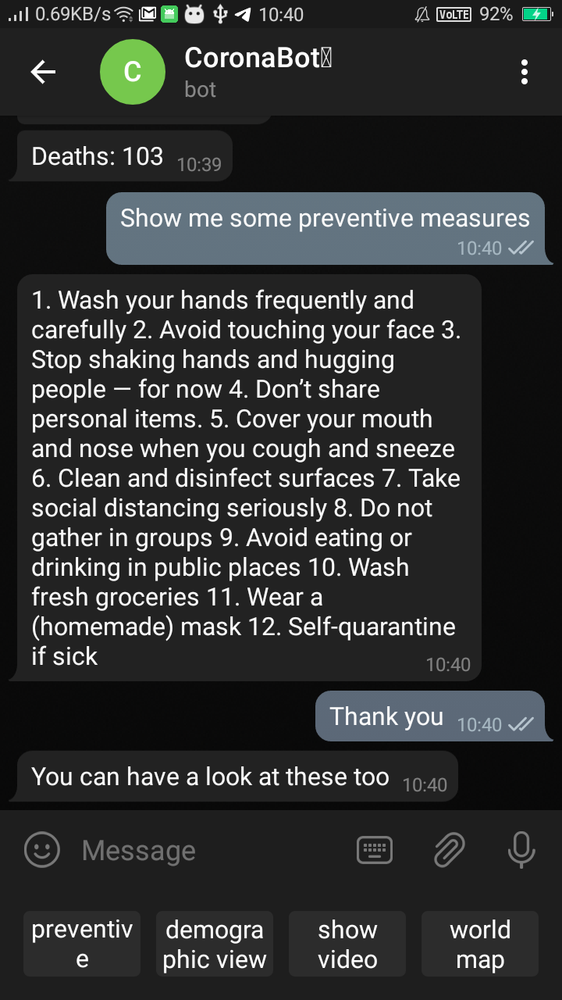 0.69KB/s 10:40 VoLTE 92%
CoronaBot
C
bot
Deaths: 103 10:39
Show me some preventive measures
10:40
1. Wash your hands frequently and
carefully 2. Avoid touching your face 3.
Stop shaking hands and hugging
people — for now 4. Don’t share
personal items. 5. Cover your mouth
and nose when you cough and sneeze
6. Clean and disinfect surfaces 7. Take
social distancing seriously 8. Do not
gather in groups 9. Avoid eating or
drinking in public places 10. Wash
fresh groceries 11. Wear a
(homemade) mask 12. Self-quarantine
if sick
10:40
Thank you 10:40
You can have a look at these too 10:40
Message
preventiv
e
demogra
phic view
show
video
world
map